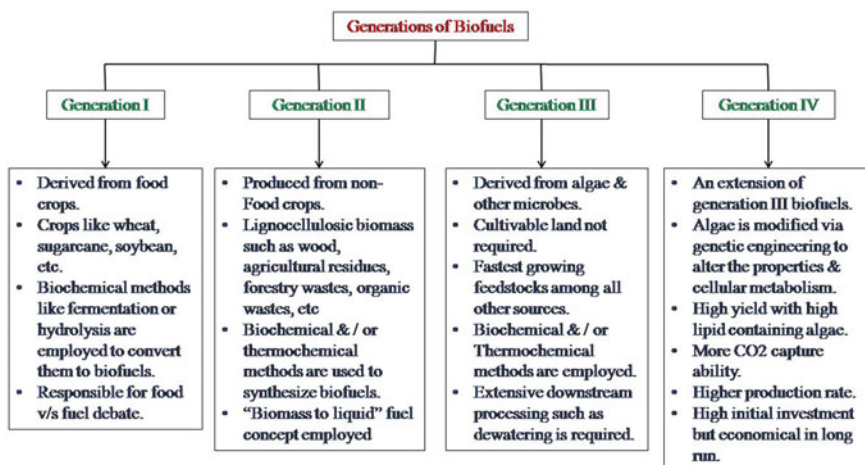 Generations of Biofuels
Generation I
Generation II
Generation III
Generation IV
• Derived from food
crops.
• Crops like wheat,
sugarcane, soybean,
etc.
• Biochemical methods
like fermentation or
hydrolysis are
employed to convert
them to biofuels.
• Responsible for food
v/s fuel debate.
• Produced from non-
Food crops.
• Lignocellulosic biomass
such as wood,
agricultural residues,
forestry wastes, organic
wastes, etc
• Biochemical & / or
thermochemical
methods are used to
synthesize biofuels.
• “Biomass to liquid” fuel
concept employed
• Derived from algae &
other microbes.
• Cultivable land not
required.
• Fastest growing
feedstocks among all
other sources.
• Biochemical & / or
Thermochemical
methods are employed.
• Extensive downstream
processing such as
dewatering is required.
• An extension of
generation III biofuels.
• Algae is modified via
genetic engineering to
alter the properties &
cellular metabolism.
• High yield with high
lipid containing algae.
• More CO2 capture
ability.
• Higher production rate.
• High initial investment
but economical in long
run.